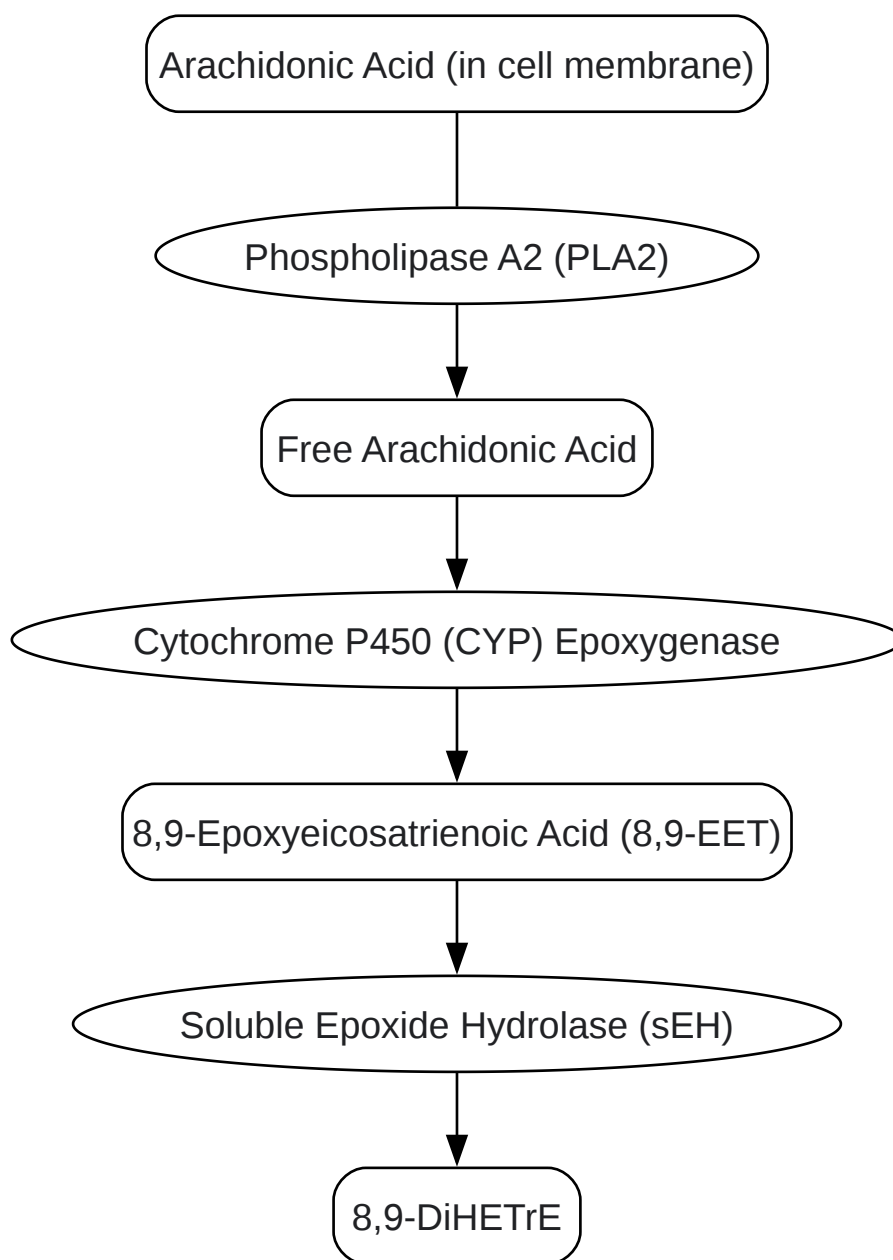 Arachidonic Acid (in cell membrane)
Phospholipase A2 (PLA2)
Free Arachidonic Acid
Cytochrome P450 (CYP) Epoxygenase
8,9-Epoxyeicosatrienoic Acid (8,9-EET)
Soluble Epoxide Hydrolase (sEH)
8,9-DiHETrE